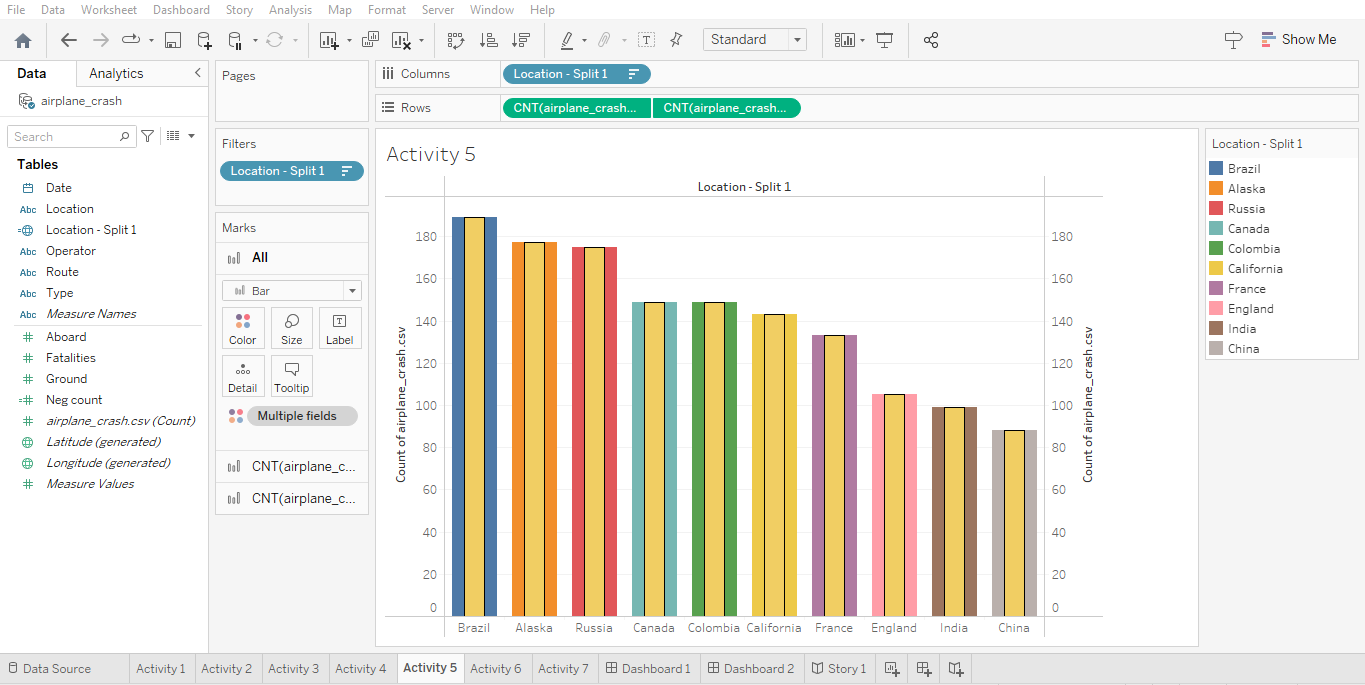 File Data Worksheet Dashboard Story Analysis Map Format Server Window Help
Standard
Show Me
Data
Analytics
airplane_crash
Search
Tables
Date
Abc Location
Location - Split 1
Abc Operator
Abc Route
Abc Type
Abc Measure Names
Aboard
Fatalities
Ground
Neg count
airplane_crash.csv (Count)
Latitude (generated)
Longitude (generated)
Measure Values
Pages
Filters
Location - Split 1
Marks
All
Bar
Color Size Label
Detail Tooltip
Multiple fields
CNT(airplane_c...
CNT(airplane_c...
Columns Location - Split 1
Rows CNT(airplane_crash... CNT(airplane_crash...
Activity 5
Location - Split 1
Count of airplane_crash.csv
180
160
140
120
100
80
60
40
20
0
180
160
140
120
100
80
60
40
20
0
Count of airplane_crash.csv
Brazil Alaska Russia Canada Colombia California France England India China
Location - Split 1
Brazil
Alaska
Russia
Canada
Colombia
California
France
England
India
China
Data Source Activity 1 Activity 2 Activity 3 Activity 4 Activity 5 Activity 6 Activity 7 Dashboard 1 Dashboard 2 Story 1